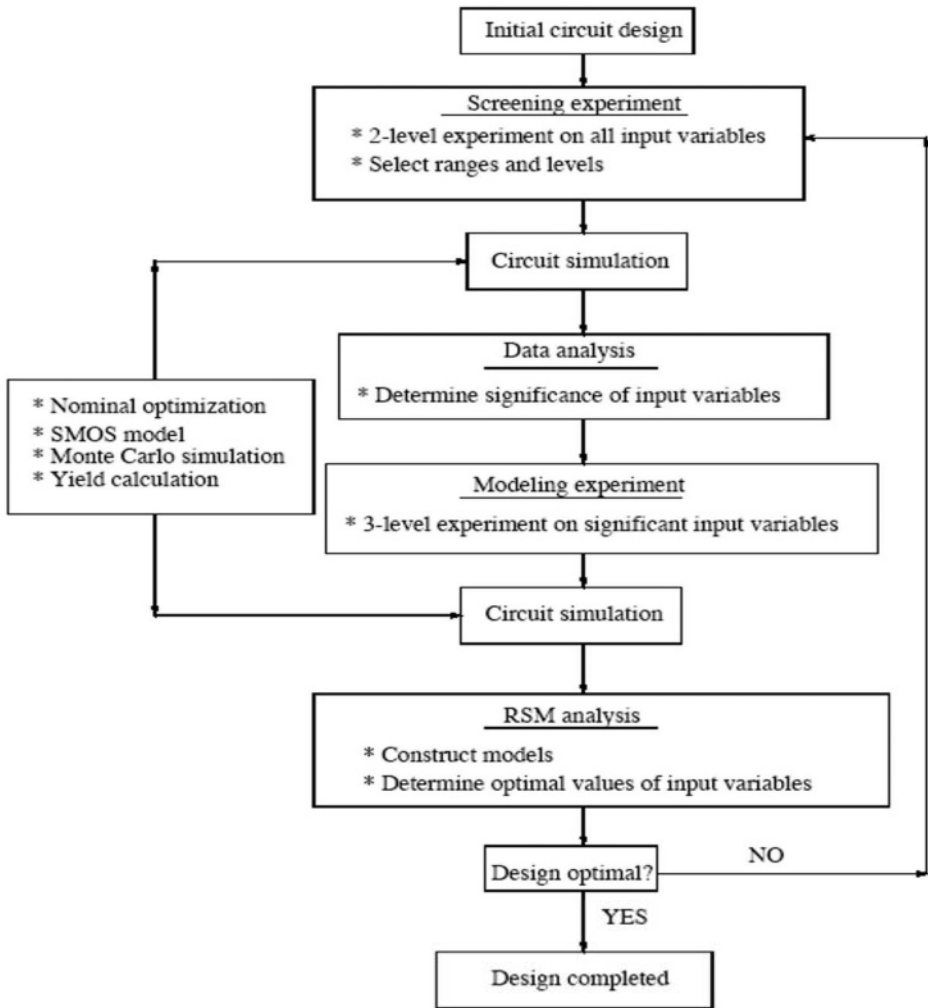 Initial circuit design
Screening experiment
* 2-level experiment on all input variables
* Select ranges and levels
Circuit simulation
Data analysis
* Determine significance of input variables
* Nominal optimization
* SMOS model
* Monte Carlo simulation
* Yield calculation
Modeling experiment
* 3-level experiment on significant input variables
Circuit simulation
RSM analysis
* Construct models
* Determine optimal values of input variables
Design optimal?
NO
YES
Design completed